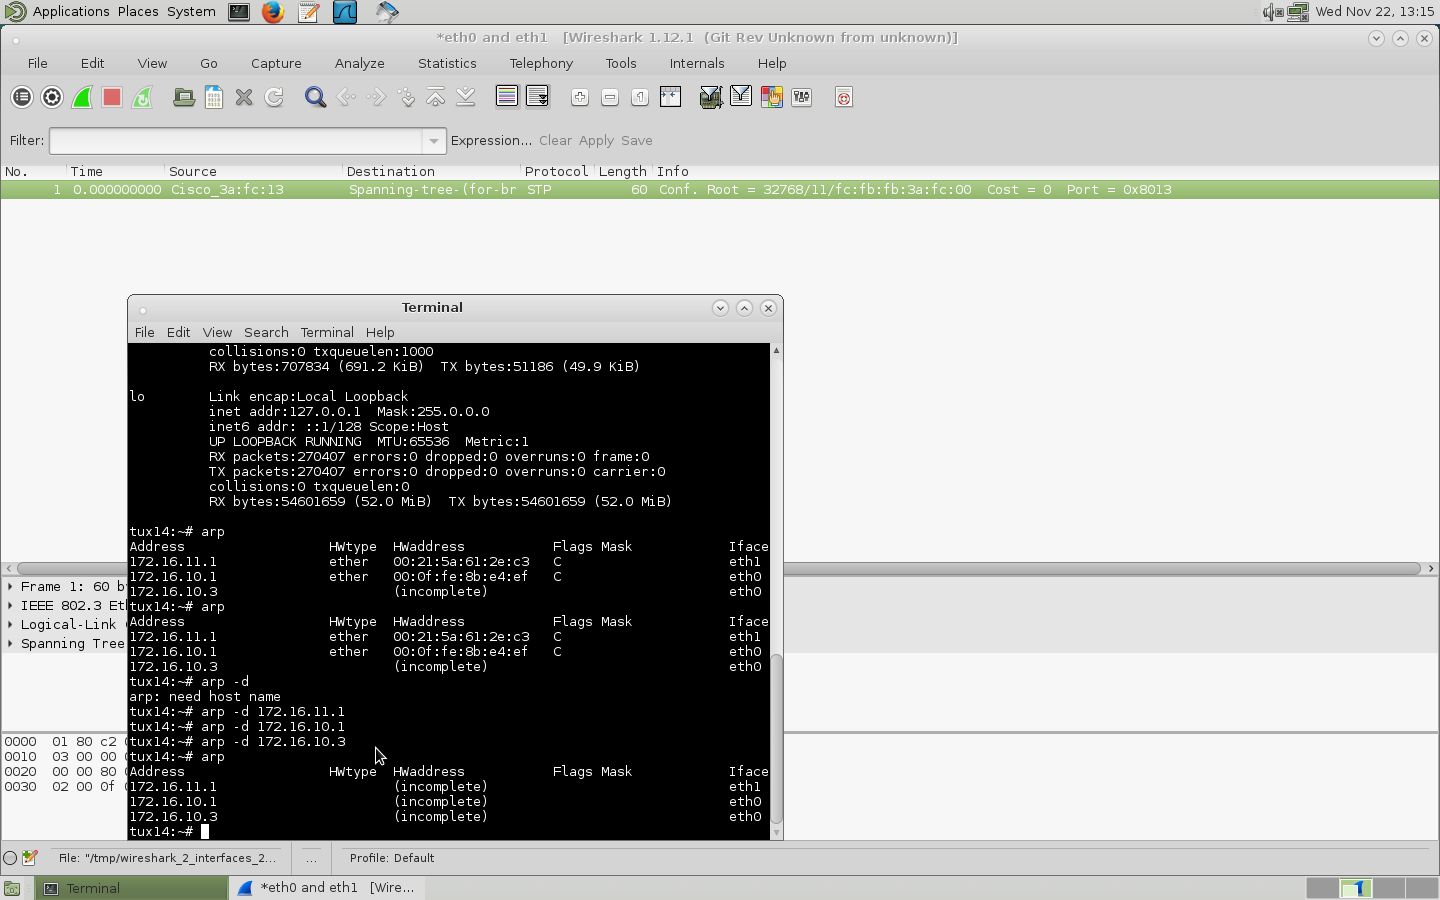 Applications Places System Wed Nov 22, 13:15
*eth0 and eth1 [Wireshark 1.12.1 (Git Rev Unknown from unknown)]
File Edit View Go Capture Analyze Statistics Telephony Tools Internals Help
Filter: Expression... Clear Apply Save
No. Time Source Destination Protocol Length Info
1 0.000000000 Cisco_3a:fc:13 Spanning-tree-(for-br STP 60 Conf. Root = 32768/11/fc:fb:fb:3a:fc:00 Cost = 0 Port = 0x8013
Terminal
File Edit View Search Terminal Help
collisions:0 txqueuelen:1000
RX bytes:707834 (691.2 KiB) TX bytes:51186 (49.9 KiB)
lo Link encap:Local Loopback
inet addr:127.0.0.1 Mask:255.0.0.0
inet6 addr: ::1/128 Scope:Host
UP LOOPBACK RUNNING MTU:65536 Metric:1
RX packets:270407 errors:0 dropped:0 overruns:0 frame:0
TX packets:270407 errors:0 dropped:0 overruns:0 carrier:0
collisions:0 txqueuelen:0
RX bytes:54601659 (52.0 MiB) TX bytes:54601659 (52.0 MiB)
tux14:~# arp
Address HWtype HWaddress Flags Mask Iface
172.16.11.1 ether 00:21:5a:61:2e:c3 C eth1
172.16.10.1 ether 00:0f:fe:8b:e4:ef C eth0
172.16.10.3 (incomplete) eth0
tux14:~# arp
Address HWtype HWaddress Flags Mask Iface
172.16.11.1 ether 00:21:5a:61:2e:c3 C eth1
172.16.10.1 ether 00:0f:fe:8b:e4:ef C eth0
172.16.10.3 (incomplete) eth0
tux14:~# arp -d
arp: need host name
tux14:~# arp -d 172.16.11.1
tux14:~# arp -d 172.16.10.1
tux14:~# arp -d 172.16.10.3
tux14:~# arp
Address HWtype HWaddress Flags Mask Iface
172.16.11.1 (incomplete) eth1
172.16.10.1 (incomplete) eth0
172.16.10.3 (incomplete) eth0
tux14:~#
Frame 1: 60 b
IEEE 802.3 Et
Logical-Link
Spanning Tree
0000 01 80 c2
0010 03 00 00
0020 00 00 80
0030 02 00 0f
File: "/tmp/wireshark_2_interfaces_2... ... Profile: Default
Terminal *eth0 and eth1 [Wire...